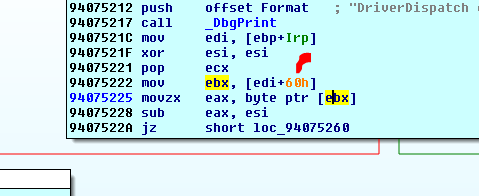 94075212 push    offset Format   ; "DriverDispatch
94075217 call    _DbgPrint
9407521C mov     edi, [ebp+Irp]
9407521F xor     esi, esi
94075221 pop     ecx
94075222 mov     ebx, [edi+60h]
94075225 movzx   eax, byte ptr [ebx]
94075228 sub     eax, esi
9407522A jz      short loc_94075260